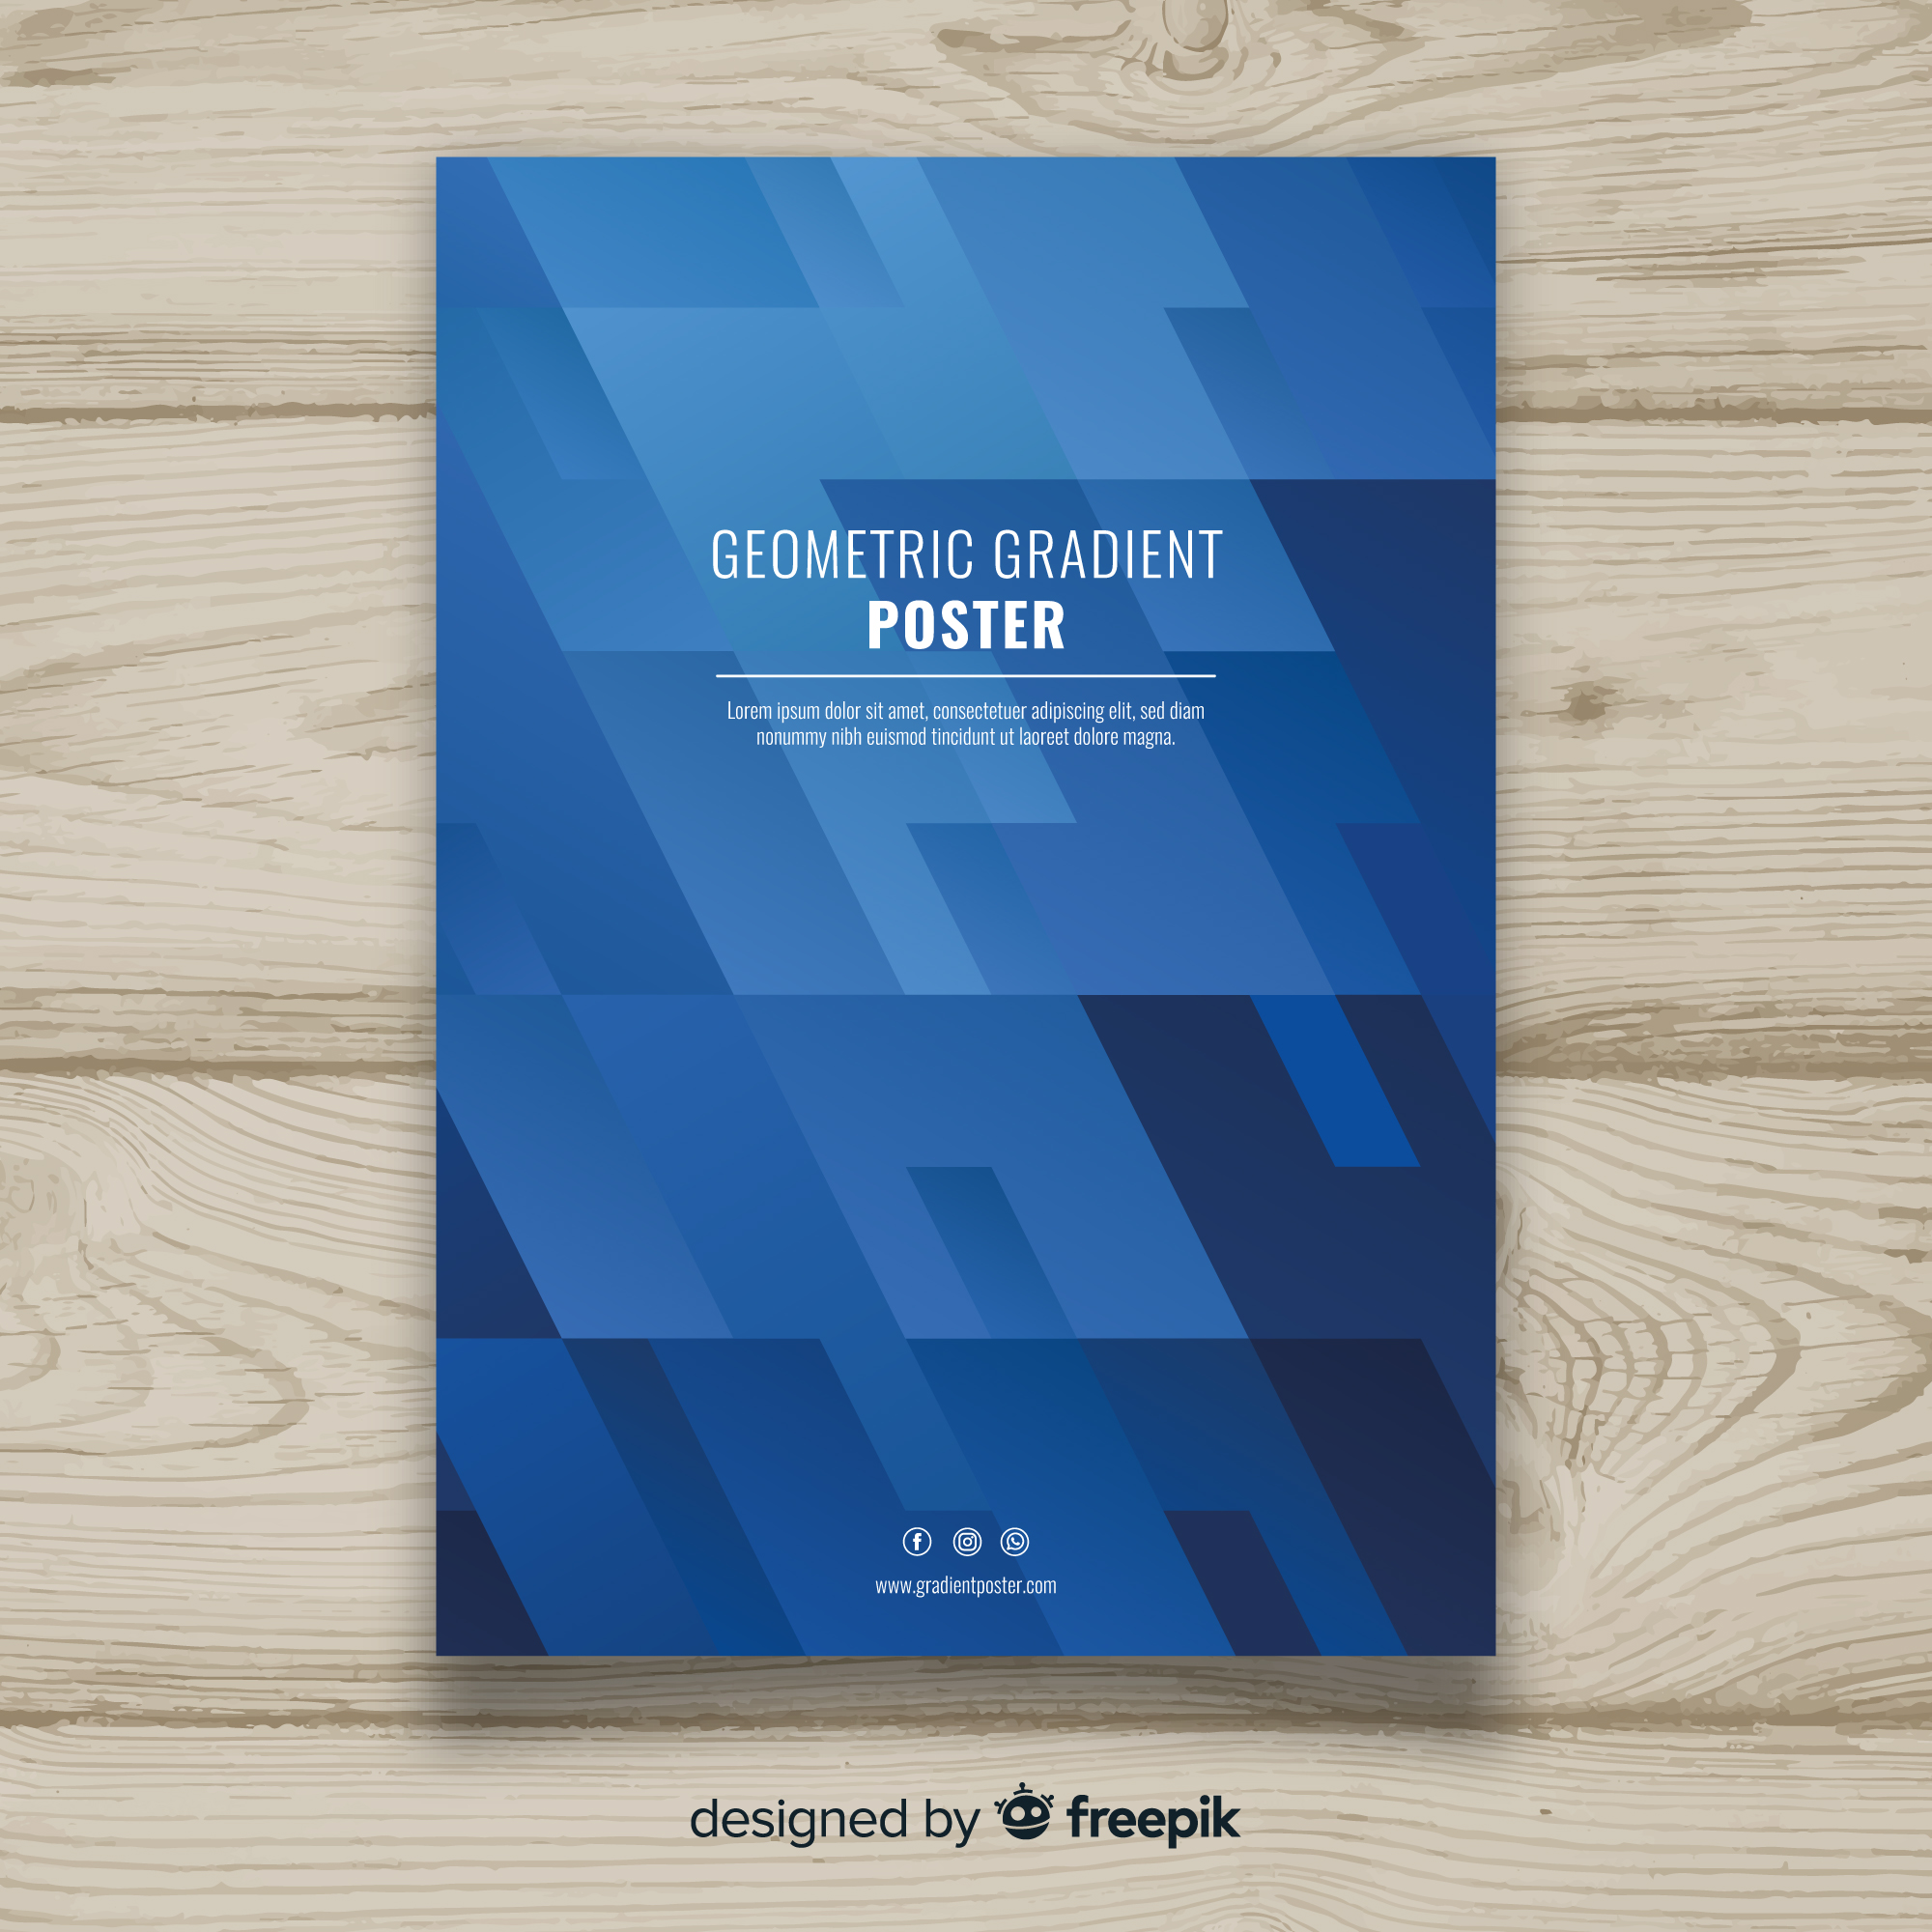 GEOMETRIC GRADIENT
POSTER
Lorem ipsum dolor sit amet, consectetuer adipiscing elit, sed diam
nonummy nibh euismod tincidunt ut laoreet dolore magna.
www.gradientposter.com
designed by freepik